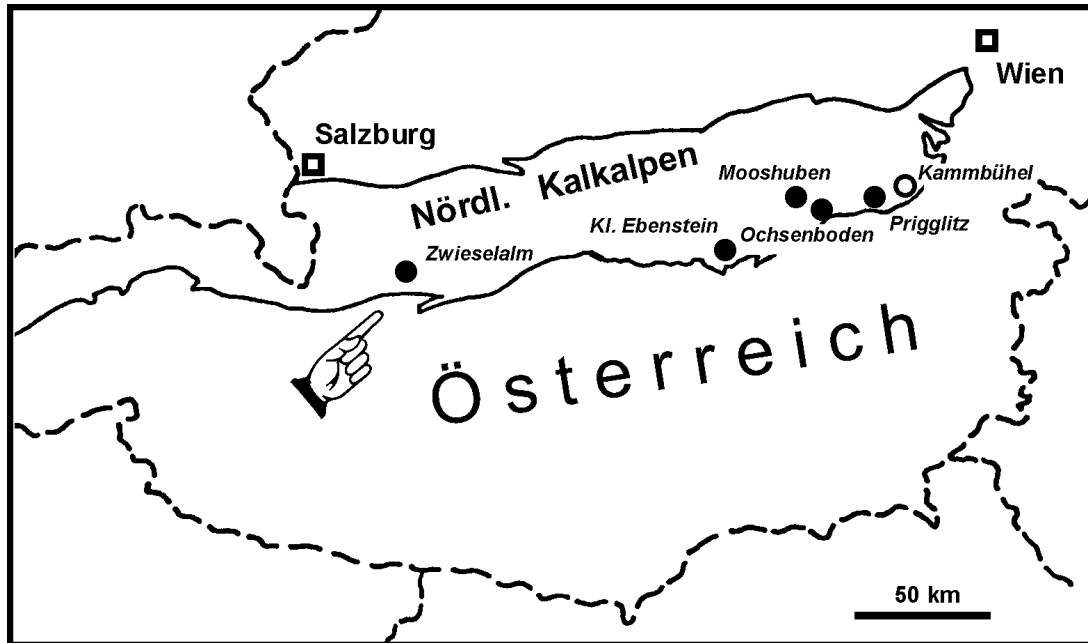 Wien
Salzburg
Nördl. Kalkalpen
Mooshuben
Kammbühel
Kl. Ebenstein
Ochsenboden
Prigglitz
Zwieselalm
Österreich
50 km